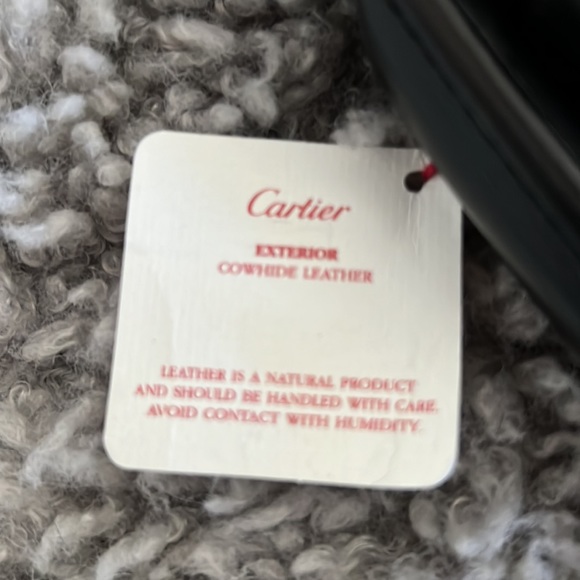 Cartier
EXTERIOR
COWHIDE LEATHER
LEATHER IS A NATURAL PRODUCT
AND SHOULD BE HANDLED WITH CARE.
AVOID CONTACT WITH HUMIDITY.